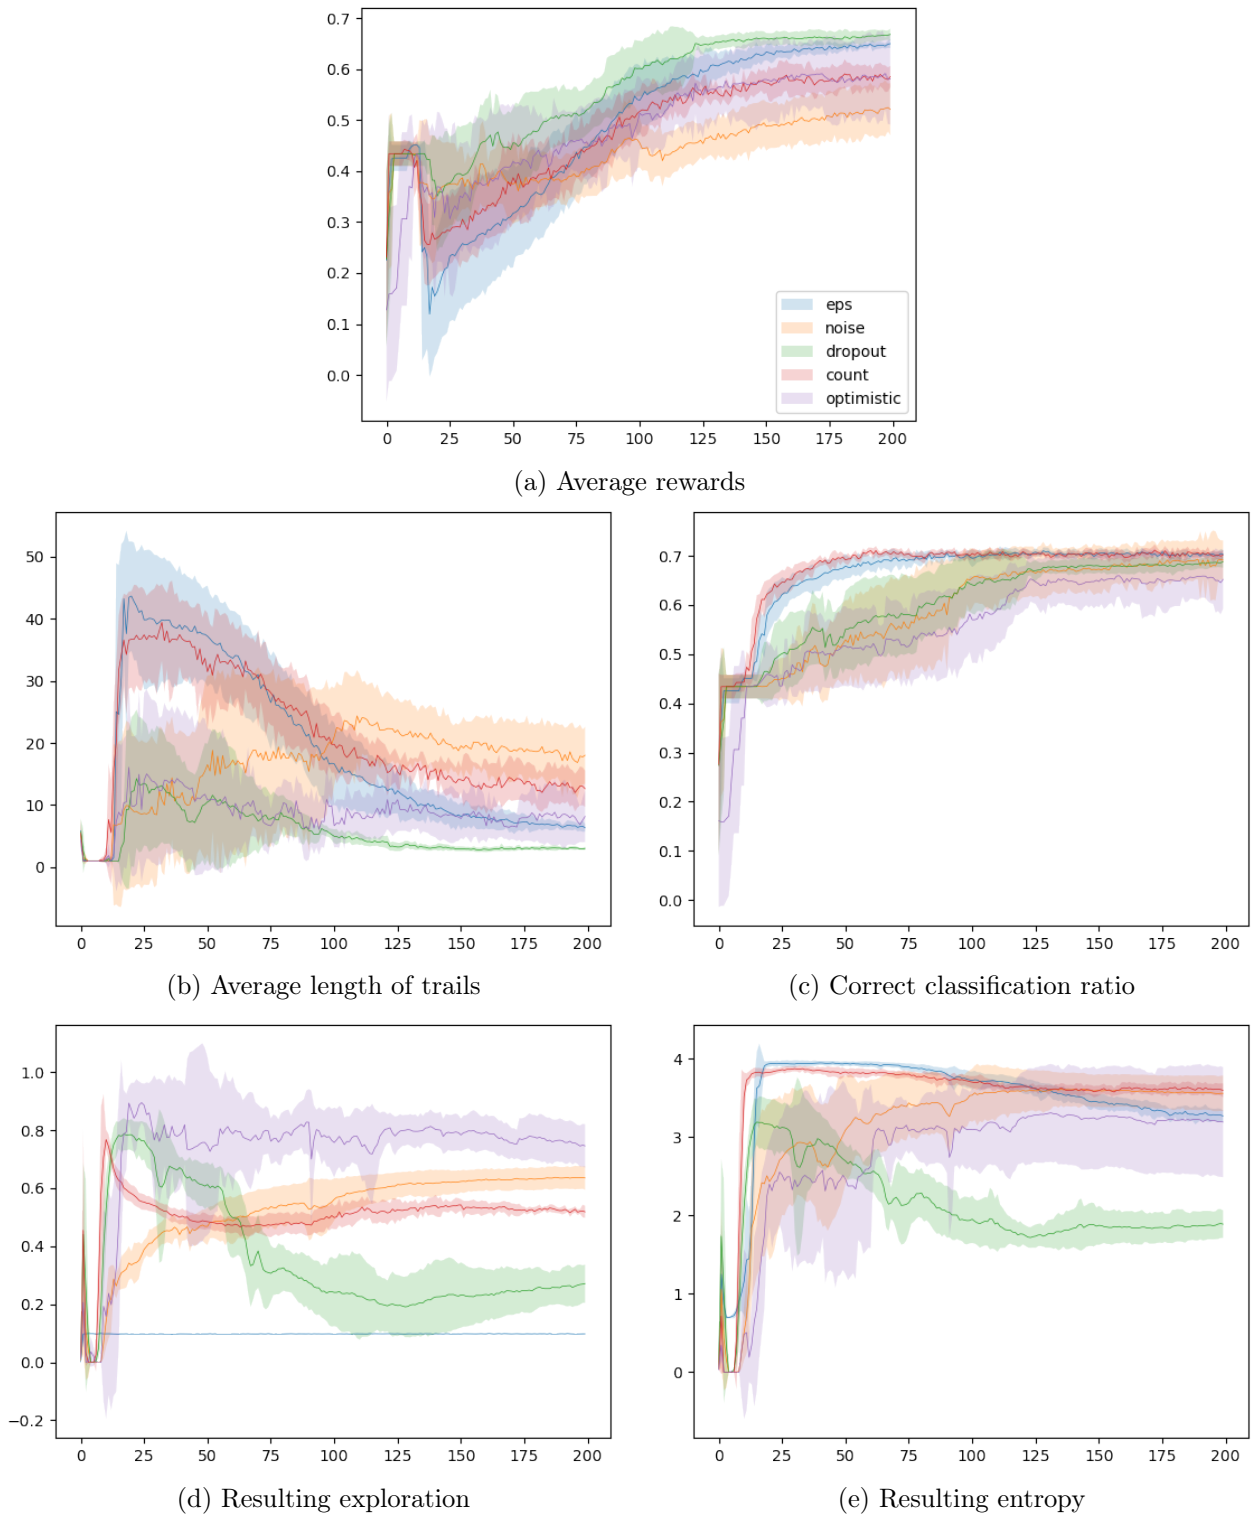 0.7
0.6
0.5
0.4
0.3
0.2
0.1
0.0
eps
noise
dropout
count
optimistic
0 25 50 75 100 125 150 175 200
(a) Average rewards
50
40
30
20
10
0
0 25 50 75 100 125 150 175 200
(b) Average length of trails
0.7
0.6
0.5
0.4
0.3
0.2
0.1
0.0
0 25 50 75 100 125 150 175 200
(c) Correct classification ratio
1.0
0.8
0.6
0.4
0.2
0.0
−0.2
0 25 50 75 100 125 150 175 200
(d) Resulting exploration
4
3
2
1
0
0 25 50 75 100 125 150 175 200
(e) Resulting entropy